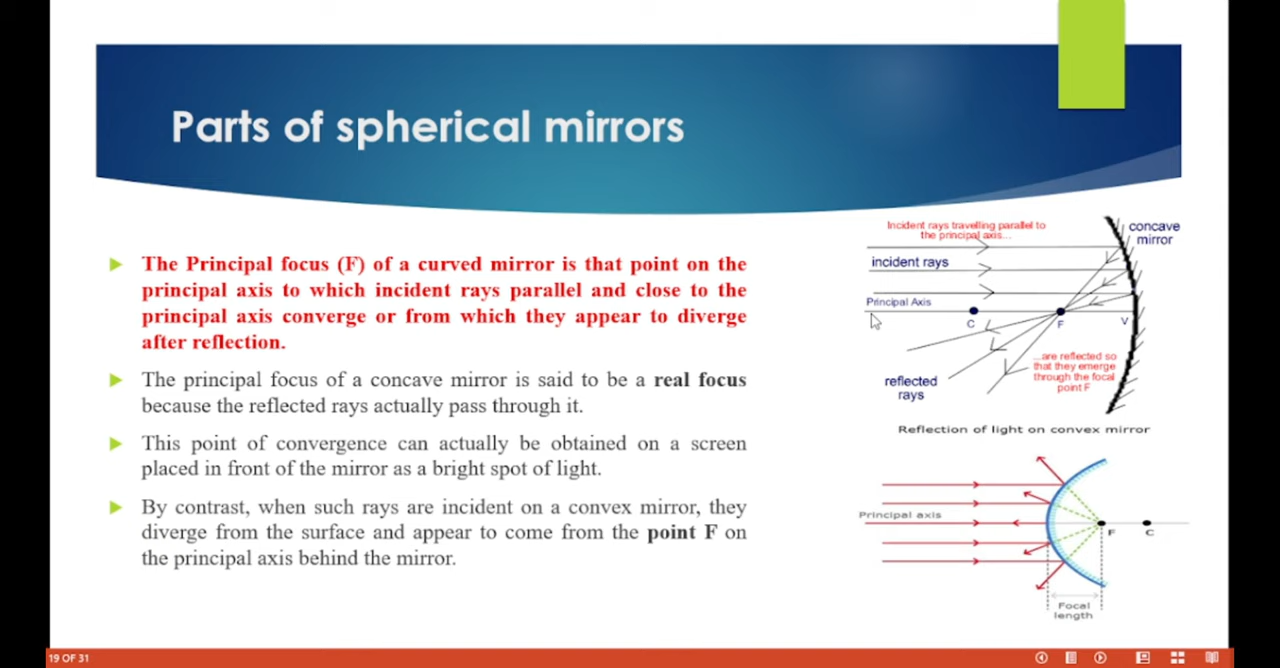 Parts of spherical mirrors
The Principal focus (F) of a curved mirror is that point on the
principal axis to which incident rays parallel and close to the
principal axis converge or from which they appear to diverge
after reflection.
The principal focus of a concave mirror is said to be a real focus
because the reflected rays actually pass through it.
This point of convergence can actually be obtained on a screen
placed in front of the mirror as a bright spot of light.
By contrast, when such rays are incident on a convex mirror, they
diverge from the surface and appear to come from the point F on
the principal axis behind the mirror.
Incident rays travelling parallel to
the principal axis...
concave
mirror
incident rays
Principal Axis
C
F
V
...are reflected so
that they emerge
through the focal
point F
reflected
rays
Reflection of light on convex mirror
Principal axis
F
C
Focal
length
19 OF 31